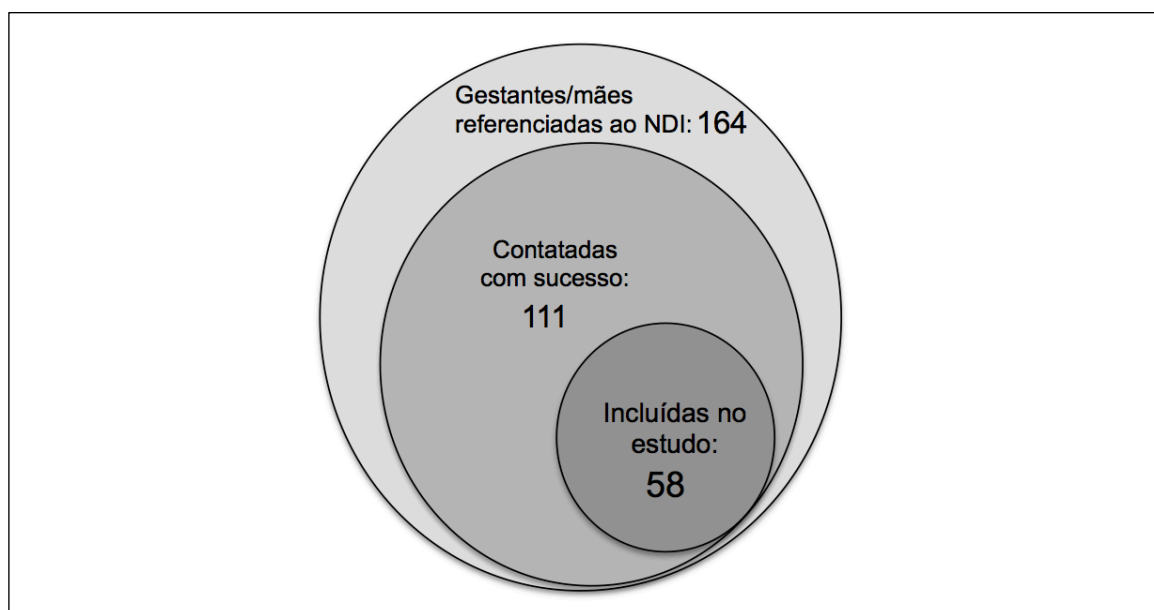 Gestantes/mães
referenciadas ao NDI: 164
Contatadas
com sucesso:
111
Incluídas no
estudo:
58